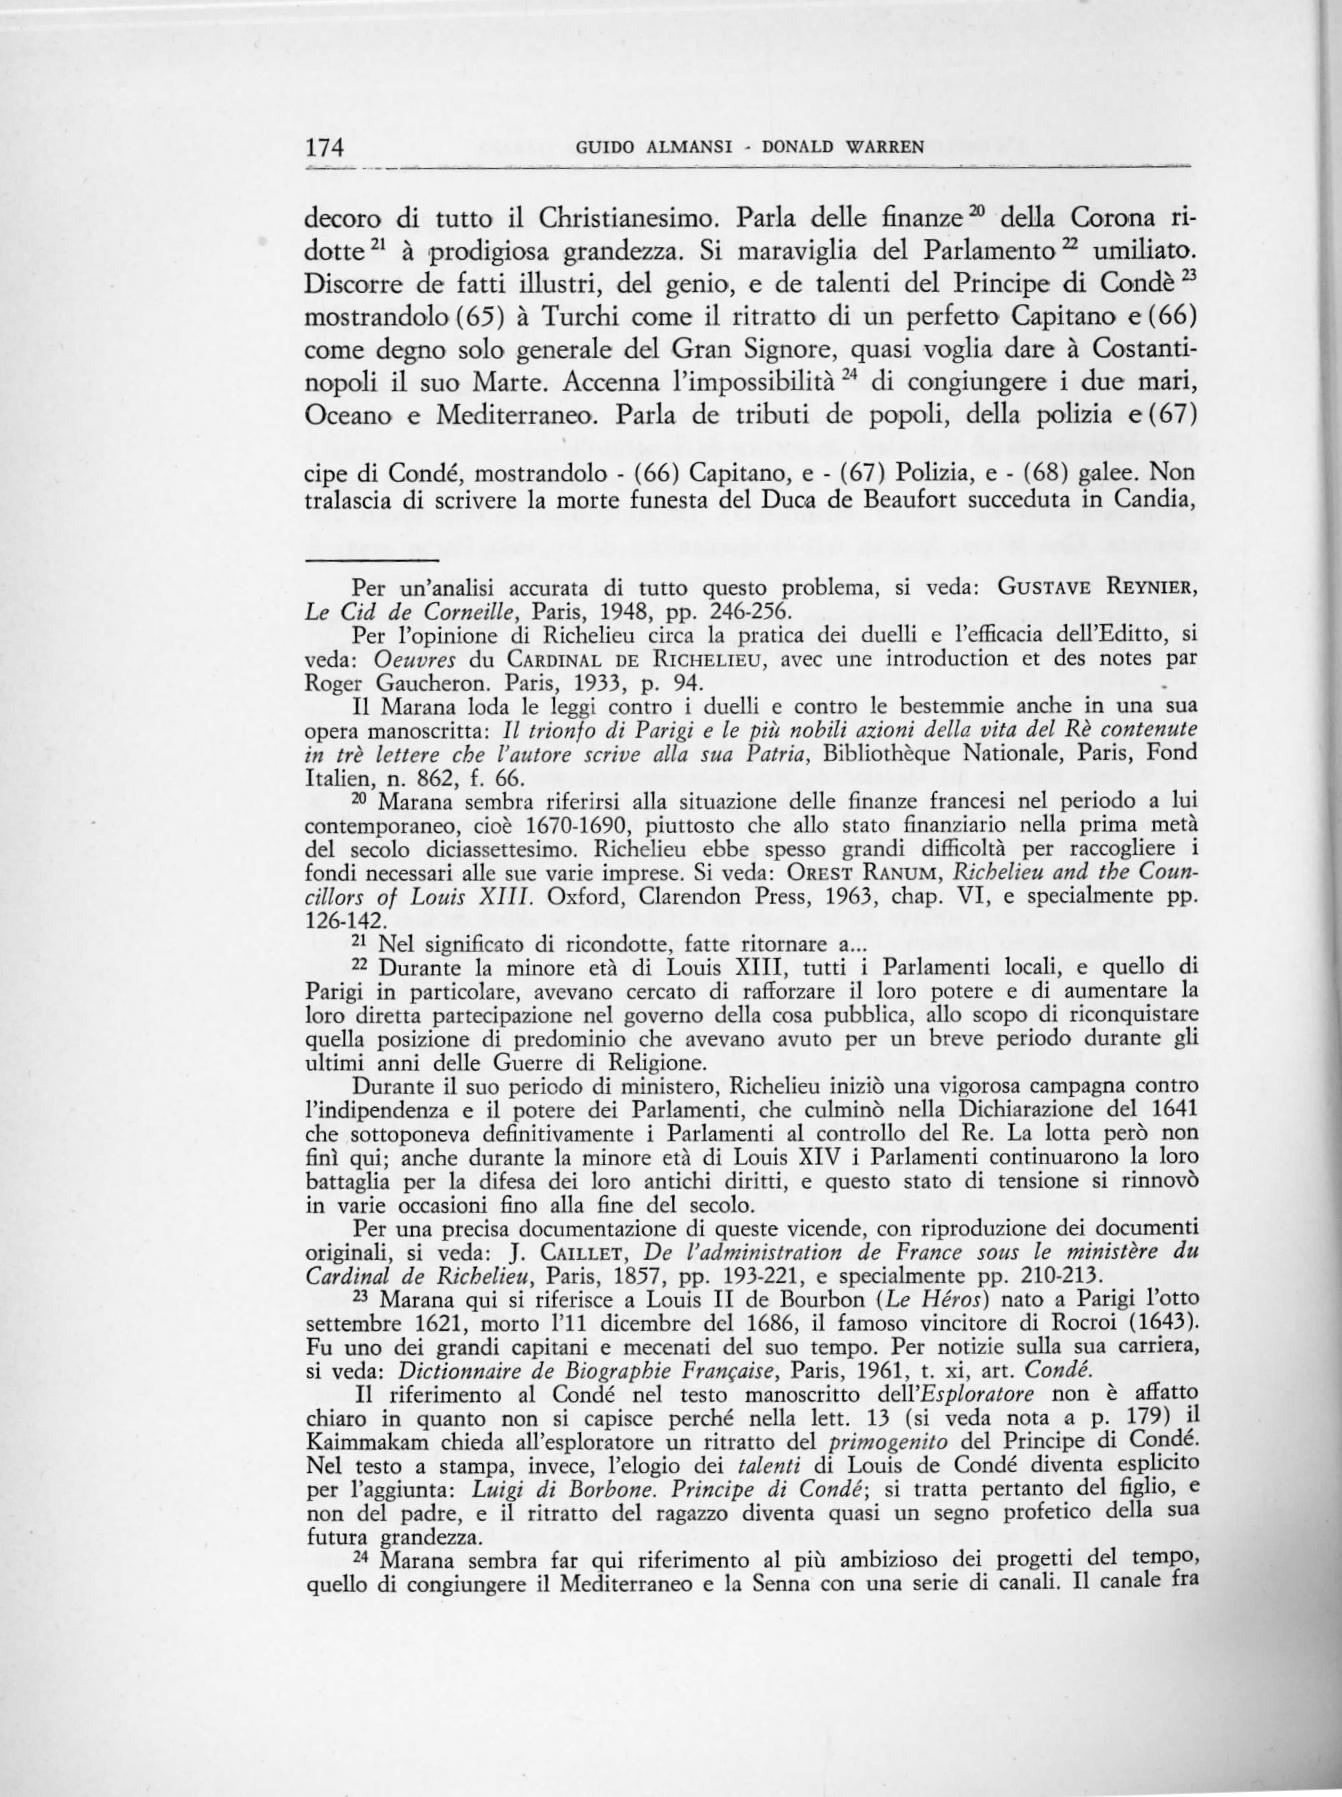 174
GUIDO ALMANSI - DONALD WARREN
decoro di tutto il Christianesimo. Parla delle finanze 20 della Corona ri-
dotte 21 à prodigiosa grandezza. Si maraviglia del Parlamento 22 umiliato.
Discorre de fatti illustri, del genio, e de talenti del Principe di Condè 23
mostrandolo (65) à Turchi come il ritratto di un perfetto Capitano e (66)
come degno solo generale del Gran Signore, quasi voglia dare à Costanti-
nopoli il suo Marte. Accenna l'impossibilità 24 di congiungere i due mari,
Oceano e Mediterraneo. Parla de tributi de popoli, della polizia e (67)
cipe di Condé, mostrandolo - (66) Capitano, e - (67) Polizia, e - (68) galee. Non
tralascia di scrivere la morte funesta del Duca de Beaufort succeduta in Candia,
Per un'analisi accurata di tutto questo problema, si veda: GUSTAVE REYNIER,
Le Cid de Corneille, Paris, 1948, pp. 246-256.
Per l'opinione di Richelieu circa la pratica dei duelli e l'efficacia dell'Editto, si
veda: Oeuvres du CARDINAL DE RICHELIEU, avec une introduction et des notes par
Roger Gaucheron. Paris, 1933, p. 94.
Il Marana loda le leggi contro i duelli e contro le bestemmie anche in una sua
opera manoscritta: Il trionfo di Parigi e le più nobili azioni della vita del Rè contenute
in trè lettere che l'autore scrive alla sua Patria, Bibliothèque Nationale, Paris, Fond
Italien, n. 862, f. 66.
20 Marana sembra riferirsi alla situazione delle finanze francesi nel periodo a lui
contemporaneo, cioè 1670-1690, piuttosto che allo stato finanziario nella prima metà
del secolo diciassettesimo. Richelieu ebbe spesso grandi difficoltà per raccogliere i
fondi necessari alle sue varie imprese. Si veda: OREST RANUM, Richelieu and the Coun-
cillors of Louis XIII. Oxford, Clarendon Press, 1963, chap. VI, e specialmente pp.
126-142.
21 Nel significato di ricondotte, fatte ritornare a...
22 Durante la minore età di Louis XIII, tutti i Parlamenti locali, e quello di
Parigi in particolare, avevano cercato di rafforzare il loro potere e di aumentare la
loro diretta partecipazione nel governo della cosa pubblica, allo scopo di riconquistare
quella posizione di predominio che avevano avuto per un breve periodo durante gli
ultimi anni delle Guerre di Religione.
Durante il suo periodo di ministero, Richelieu iniziò una vigorosa campagna contro
l'indipendenza e il potere dei Parlamenti, che culminò nella Dichiarazione del 1641
che sottoponeva definitivamente i Parlamenti al controllo del Re. La lotta però non
finì qui; anche durante la minore età di Louis XIV i Parlamenti continuarono la loro
battaglia per la difesa dei loro antichi diritti, e questo stato di tensione si rinnovò
in varie occasioni fino alla fine del secolo.
Per una precisa documentazione di queste vicende, con riproduzione dei documenti
originali, si veda: J. CAILLET, De l'administration de France sous le ministère du
Cardinal de Richelieu, Paris, 1857, pp. 193-221, e specialmente pp. 210-213.
23 Marana qui si riferisce a Louis II de Bourbon (Le Héros) nato a Parigi l'otto
settembre 1621, morto l'11 dicembre del 1686, il famoso vincitore di Rocroi (1643).
Fu uno dei grandi capitani e mecenati del suo tempo. Per notizie sulla sua carriera,
si veda: Dictionnaire de Biographie Française, Paris, 1961, t. xi, art. Condé.
Il riferimento al Condé nel testo manoscritto dell'Esploratore non è affatto
chiaro in quanto non si capisce perché nella lett. 13 (si veda nota a p. 179) il
Kaimmakam chieda all'esploratore un ritratto del primogenito del Principe di Condé.
Nel testo a stampa, invece, l'elogio dei talenti di Louis de Condé diventa esplicito
per l'aggiunta: Luigi di Borbone. Principe di Condé; si tratta pertanto del figlio, e
non del padre, e il ritratto del ragazzo diventa quasi un segno profetico della sua
futura grandezza.
24 Marana sembra far qui riferimento al più ambizioso dei progetti del tempo,
quello di congiungere il Mediterraneo e la Senna con una serie di canali. Il canale fra